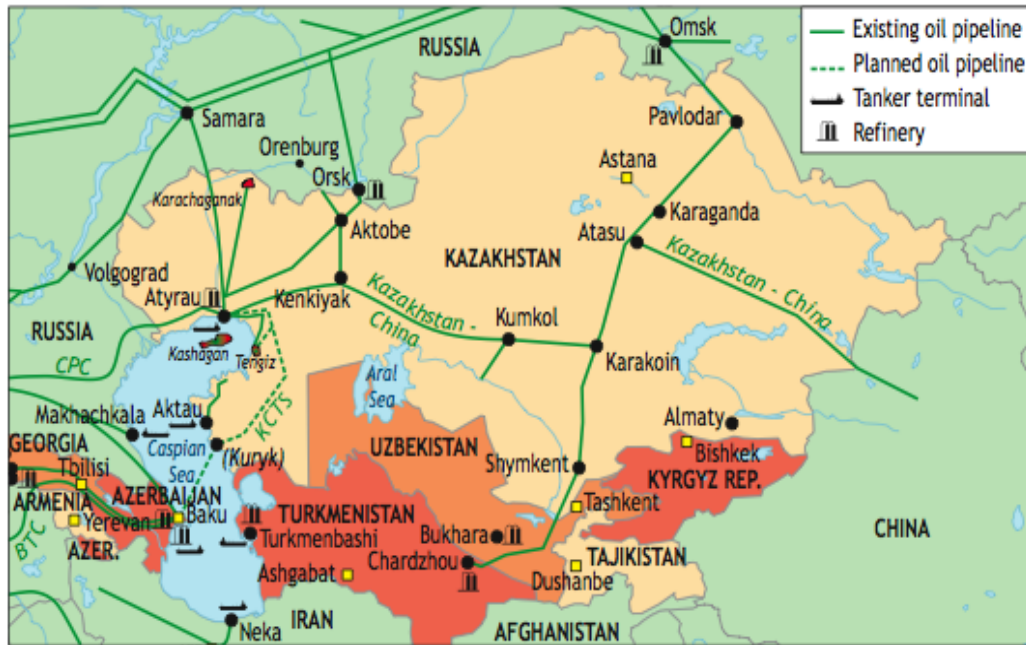 Omsk
RUSSIA
Existing oil pipeline
Planned oil pipeline
Tanker terminal
Refinery
Samara
Pavlodar
Orenburg
Orsk
Astana
Karachaganak
Aktobe
Karaganda
Atasu
KAZAKHSTAN
Volgograd
Atyrau
Kenkiyak
Kazakhstan -
China
Kazakhstan - China
RUSSIA
Kumkol
Kashagan
Tengiz
Karakoin
CPC
Aral
Sea
Makhachkala
Aktau
KCTS
Almaty
GEORGIA
Caspian
Sea
(Kuryk)
UZBEKISTAN
Bishkek
Tbilisi
Shymkent
KYRGYZ REP.
ARMENIA
AZERBAIJAN
Tashkent
Yerevan
Baku
TURKMENISTAN
CHINA
BTC
AZER.
Turkmenbashi
Bukhara
Chardzhou
TAJIKISTAN
Ashgabat
Dushanbe
IRAN
Neka
AFGHANISTAN